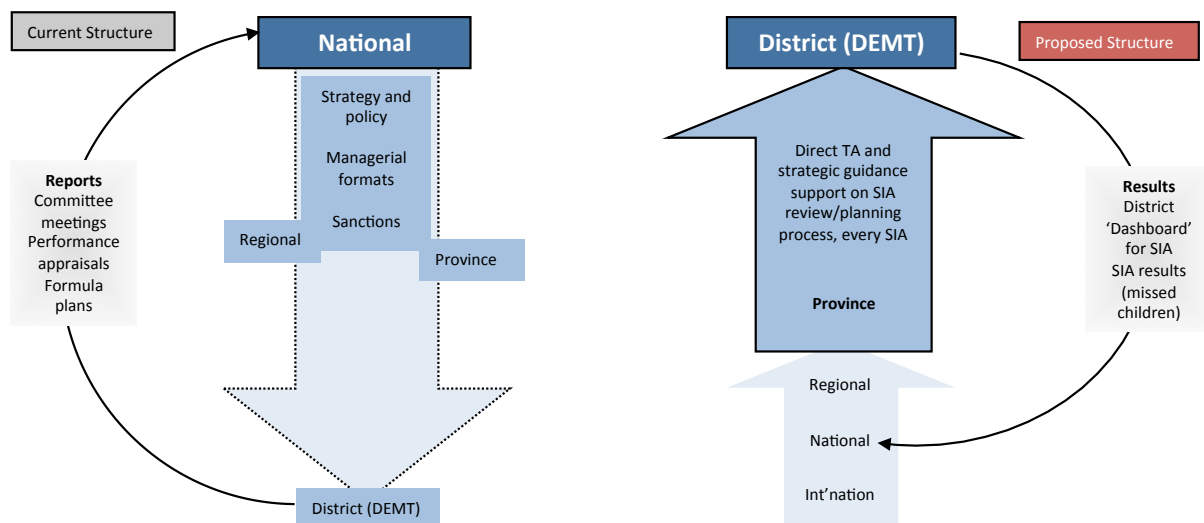 Current Structure
National
Strategy and
policy
Managerial
formats
Sanctions
Regional
Province
Reports
Committee
meetings
Performance
appraisals
Formula
plans
District (DEMT)
District (DEMT)
Proposed Structure
Direct TA and
strategic guidance
support on SIA
review/planning
process, every SIA
Province
Results
District
‘Dashboard’
for SIA
SIA results
(missed
children)
Regional
National
Int’nation